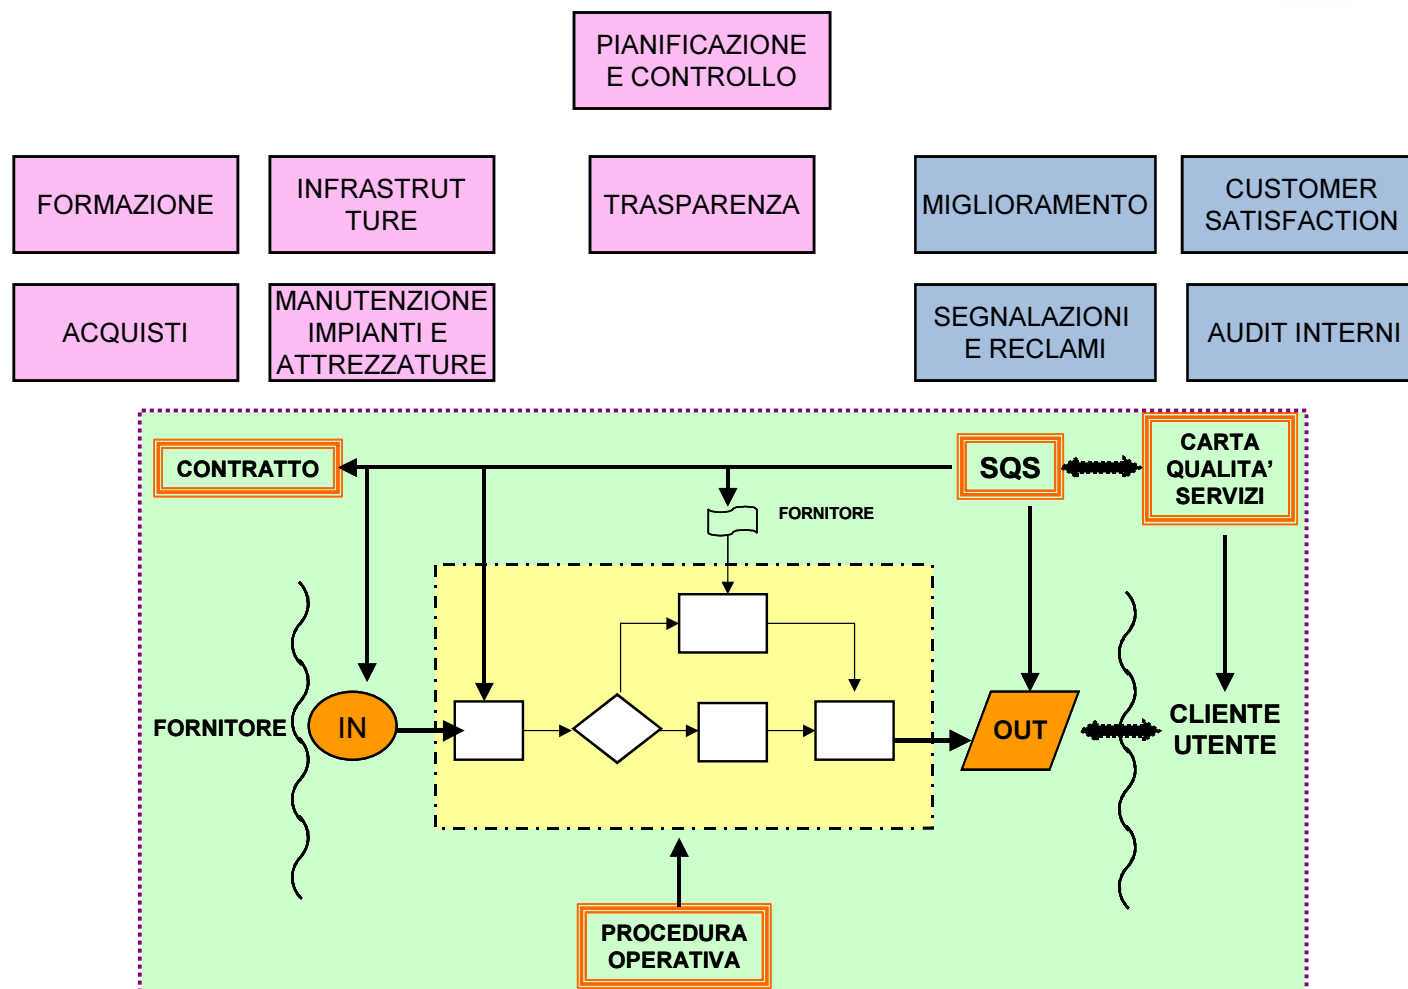 PIANIFICAZIONE
E CONTROLLO
FORMAZIONE
INFRASTRUT
TURE
TRASPARENZA
MIGLIORAMENTO
CUSTOMER
SATISFACTION
ACQUISTI
MANUTENZIONE
IMPIANTI E
ATTREZZATURE
SEGNALAZIONI
E RECLAMI
AUDIT INTERNI
CONTRATTO
SQS
CARTA
QUALITA'
SERVIZI
FORNITORE
FORNITORE
IN
OUT
CLIENTE
UTENTE
PROCEDURA
OPERATIVA